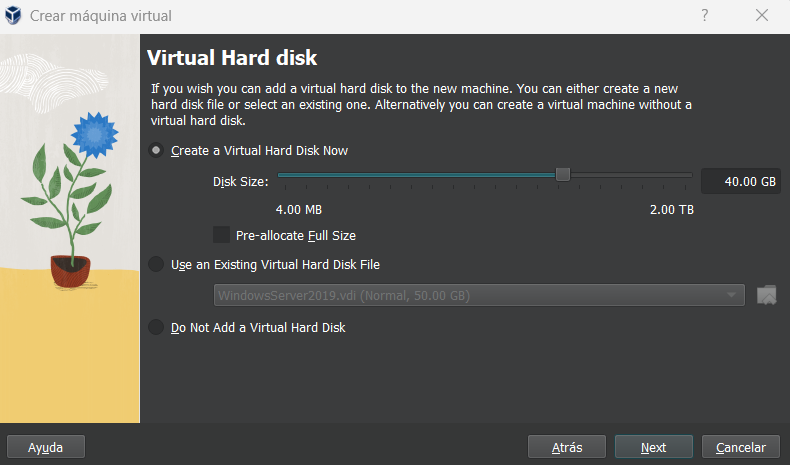 Crear máquina virtual
?
Virtual Hard disk
If you wish you can add a virtual hard disk to the new machine. You can either create a new
hard disk file or select an existing one. Alternatively you can create a virtual machine without a
virtual hard disk.
Create a Virtual Hard Disk Now
Disk Size:
40.00 GB
4.00 MB
2.00 TB
Pre-allocate Full Size
Use an Existing Virtual Hard Disk File
WindowsServer2019.vdi (Normal, 50.00 GB)
Do Not Add a Virtual Hard Disk
Ayuda
Atrás
Next
Cancelar